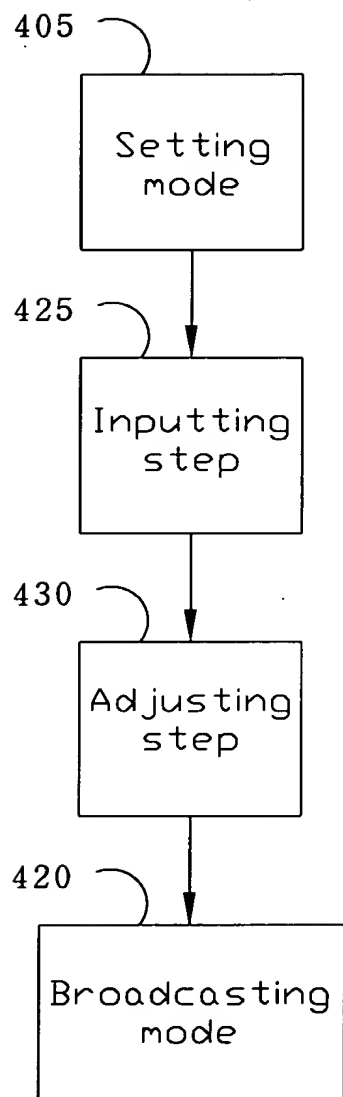 405
Setting
mode
425
Inputting
step
430
Adjusting
step
420
Broadcasting
mode